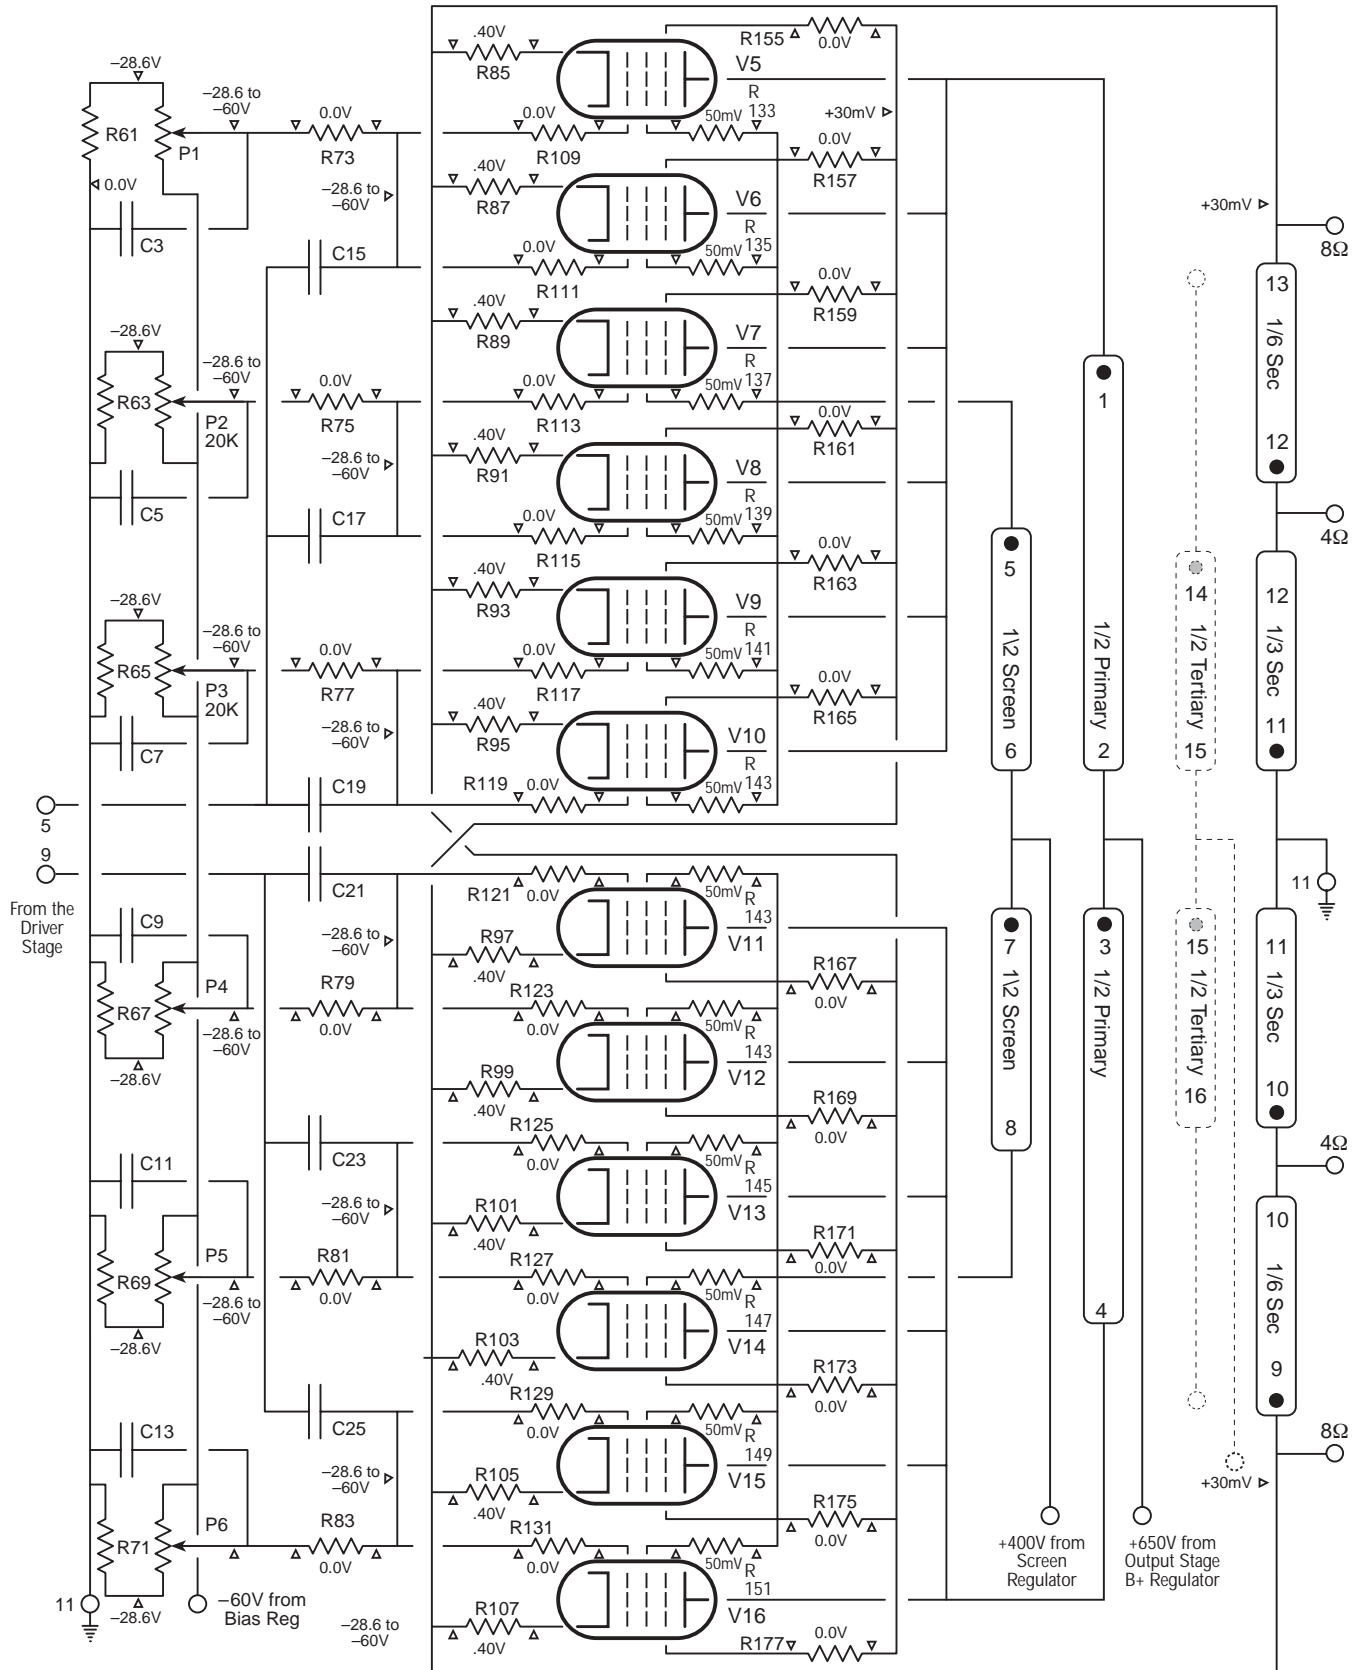 R155
0.0V
.40V
R85
V5
R
133
50mV
+30mV
–28.6V
–28.6 to
–60V
R61
P1
0.0V
R73
0.0V
R109
0.0V
R157
.40V
R87
–28.6 to
–60V
0.0V
C3
V6
R
135
50mV
+30mV
8Ω
C15
0.0V
R111
0.0V
R159
.40V
R89
V7
R
137
50mV
13
1/6 Sec
12
–28.6V
–28.6 to
–60V
R63
P2
20K
0.0V
R75
0.0V
R113
0.0V
R161
1
1/2 Primary
2
.40V
R91
–28.6 to
–60V
V8
R
139
50mV
C5
C17
0.0V
R115
0.0V
R163
4Ω
.40V
R93
V9
R
141
50mV
5
1\2 Screen
6
14
1/2 Tertiary
15
12
1/3 Sec
11
–28.6V
–28.6 to
–60V
R65
P3
20K
0.0V
R77
0.0V
R117
0.0V
R165
.40V
R95
–28.6 to
–60V
V10
R
143
50mV
C7
C19
R119
0.0V
5
9
From the
Driver
Stage
C21
R121
0.0V
50mV
R
143
V11
11
C9
–28.6 to
–60V
R97
.40V
R167
0.0V
7
1\2 Screen
8
3
1/2 Primary
4
15
1/2 Tertiary
16
11
1/3 Sec
10
R67
P4
–28.6 to
–60V
–28.6V
R79
0.0V
R123
0.0V
50mV
R
143
V12
R99
.40V
R169
0.0V
C23
R125
0.0V
50mV
R
145
V13
4Ω
C11
–28.6 to
–60V
R101
.40V
R171
0.0V
10
1/6 Sec
9
R69
P5
–28.6 to
–60V
–28.6V
R81
0.0V
R127
0.0V
50mV
R
147
V14
R103
.40V
R173
0.0V
C25
R129
0.0V
50mV
R
149
V15
8Ω
C13
–28.6 to
–60V
R105
.40V
R175
0.0V
+30mV
R71
P6
R83
0.0V
R131
0.0V
50mV
R
151
V16
+400V from
Screen
Regulator
+650V from
Output Stage
B+ Regulator
11
–28.6V
–60V from
Bias Reg
–28.6 to
–60V
R107
.40V
R177
0.0V